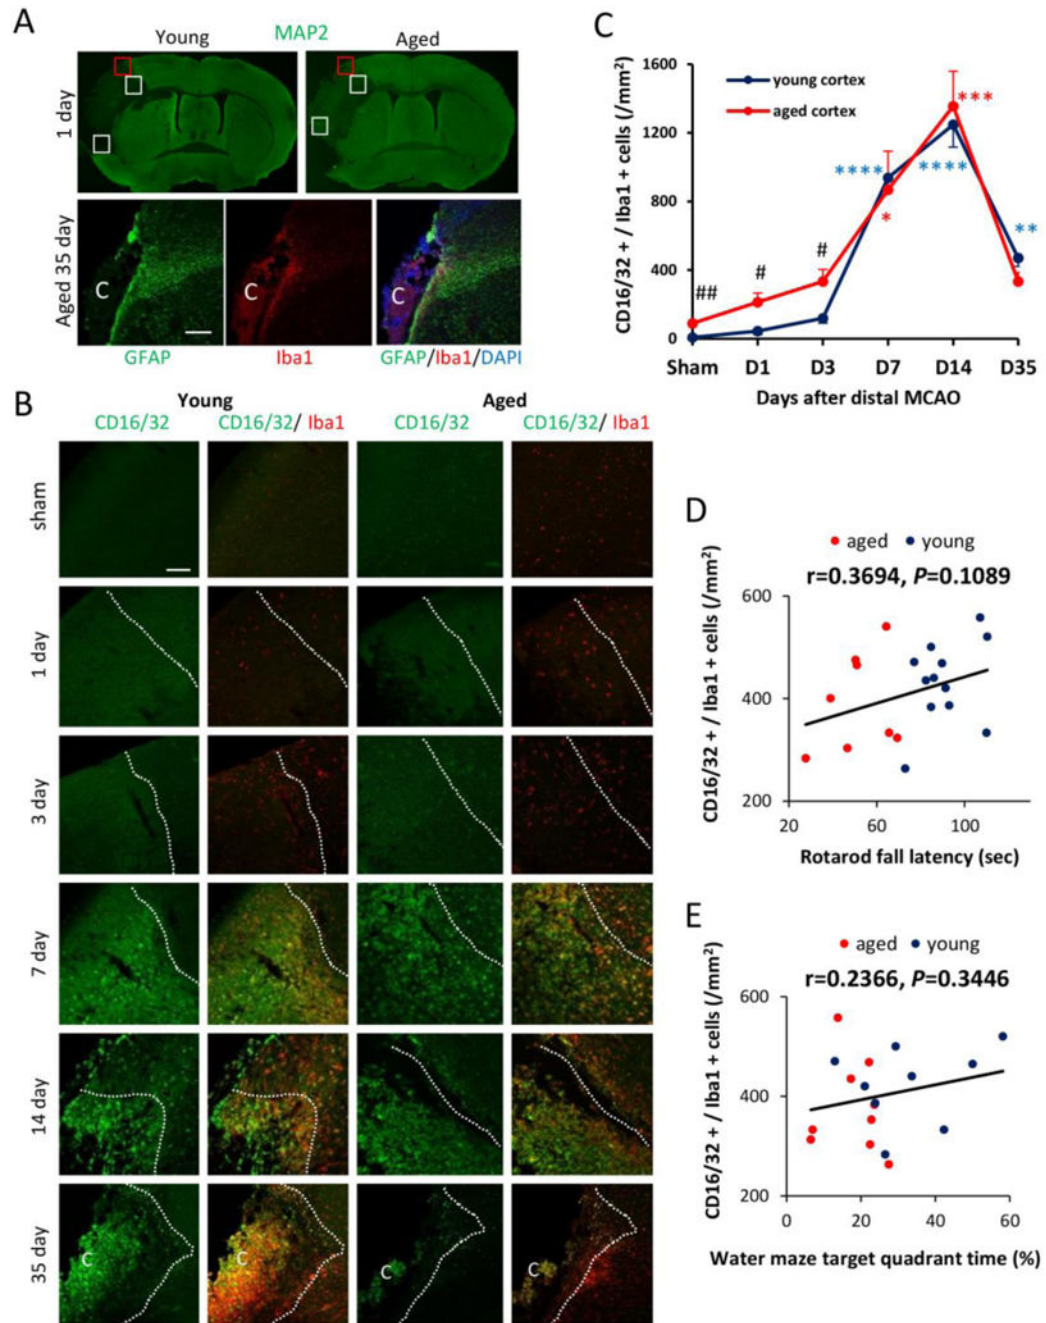 A
MAP2
Young
Aged
1 day
Aged 35 day
C
C
C
GFAP
Iba1
GFAP/Iba1/DAPI
B
Young
Aged
CD16/32
CD16/32/ Iba1
CD16/32
CD16/32/ Iba1
sham
1 day
3 day
7 day
14 day
35 day
C
C
C
C
C
CD16/32 + / Iba1 + cells (/mm²)
1600
1200
800
400
0
young cortex
aged cortex
##
#
#
****
*
***
****
**
Sham
D1
D3
D7
D14
D35
Days after distal MCAO
D
aged
young
r=0.3694, P=0.1089
CD16/32 + / Iba1 + cells (/mm²)
600
400
200
20
60
100
Rotarod fall latency (sec)
E
aged
young
r=0.2366, P=0.3446
CD16/32 + / Iba1 + cells (/mm²)
600
400
200
0
20
40
60
Water maze target quadrant time (%)